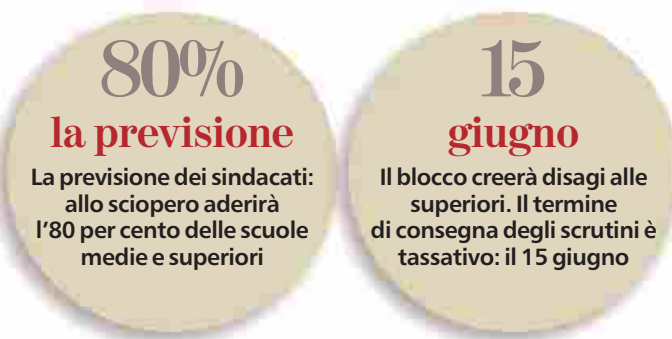 80%
la previsione
La previsione dei sindacati:
allo sciopero aderirà
l'80 per cento delle scuole
medie e superiori
15
giugno
Il blocco creerà disagi alle
superiori. Il termine
di consegna degli scrutini è
tassativo: il 15 giugno